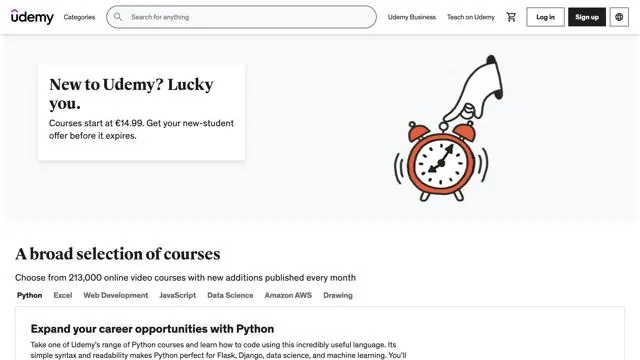 udemy
Categories
Search for anything
Udemy Business
Teach on Udemy
Log in
Sign up
New to Udemy? Lucky
you.
Courses start at €14.99. Get your new-student
offer before it expires.
A broad selection of courses
Choose from 213,000 online video courses with new additions published every month
Python Excel Web Development JavaScript Data Science Amazon AWS Drawing
Expand your career opportunities with Python
Take one of Udemy's range of Python courses and learn how to code using this incredibly useful language. Its
simple syntax and readability makes Python perfect for Flask, Django, data science, and machine learning. You'll